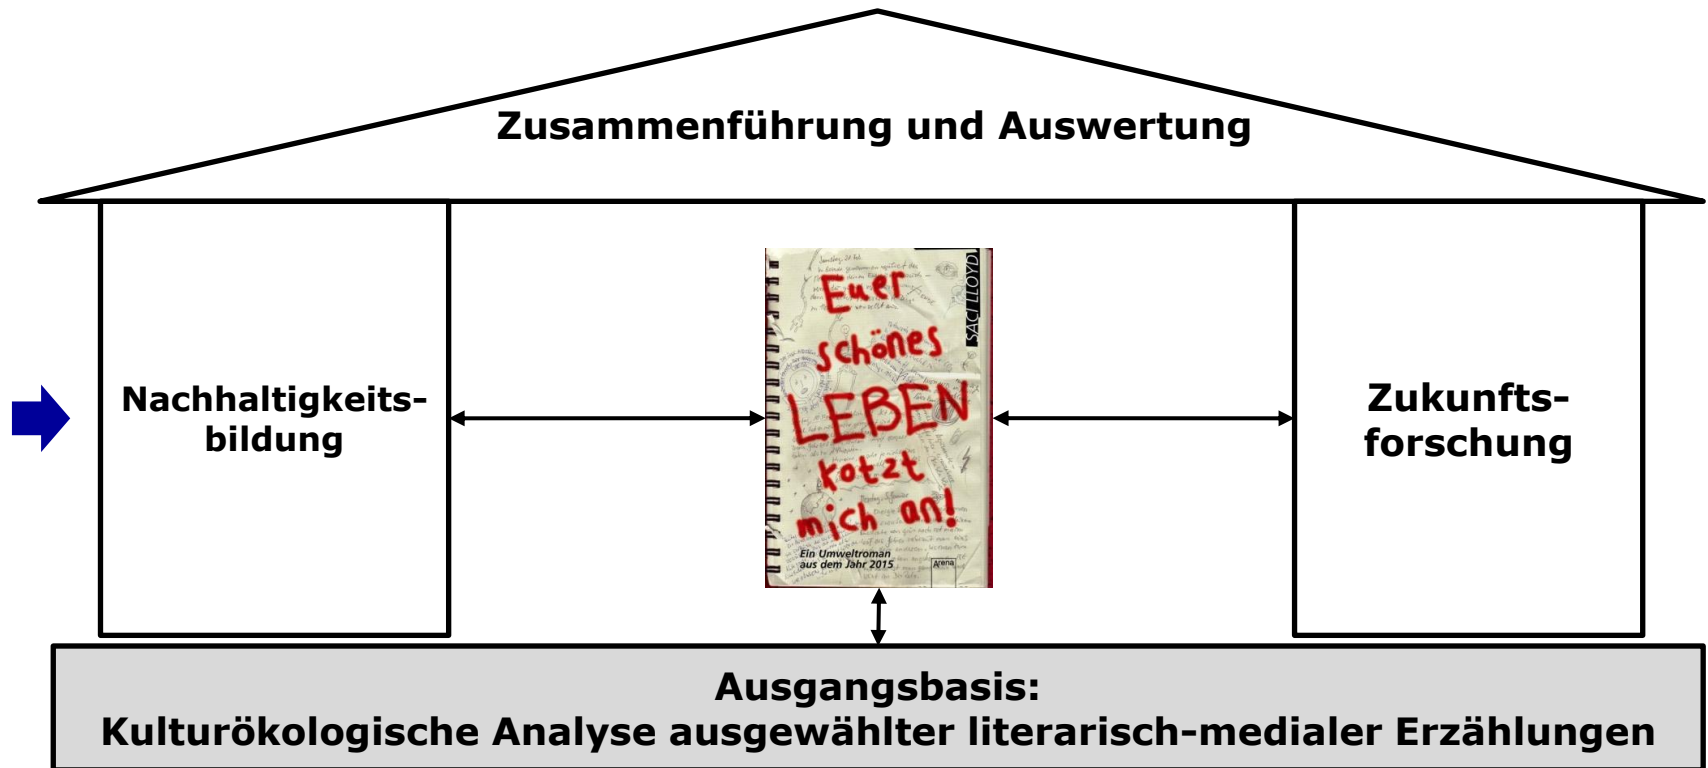 Zusammenführung und Auswertung
Nachhaltigkeits-
bildung
SACI LLOYD
Euer
schönes
LEBEN
kotzt
mich an!
Ein Umweltroman
aus dem Jahr 2015
Arena
Zukunfts-
forschung
Ausgangsbasis:
Kulturökologische Analyse ausgewählter literarisch-medialer Erzählungen